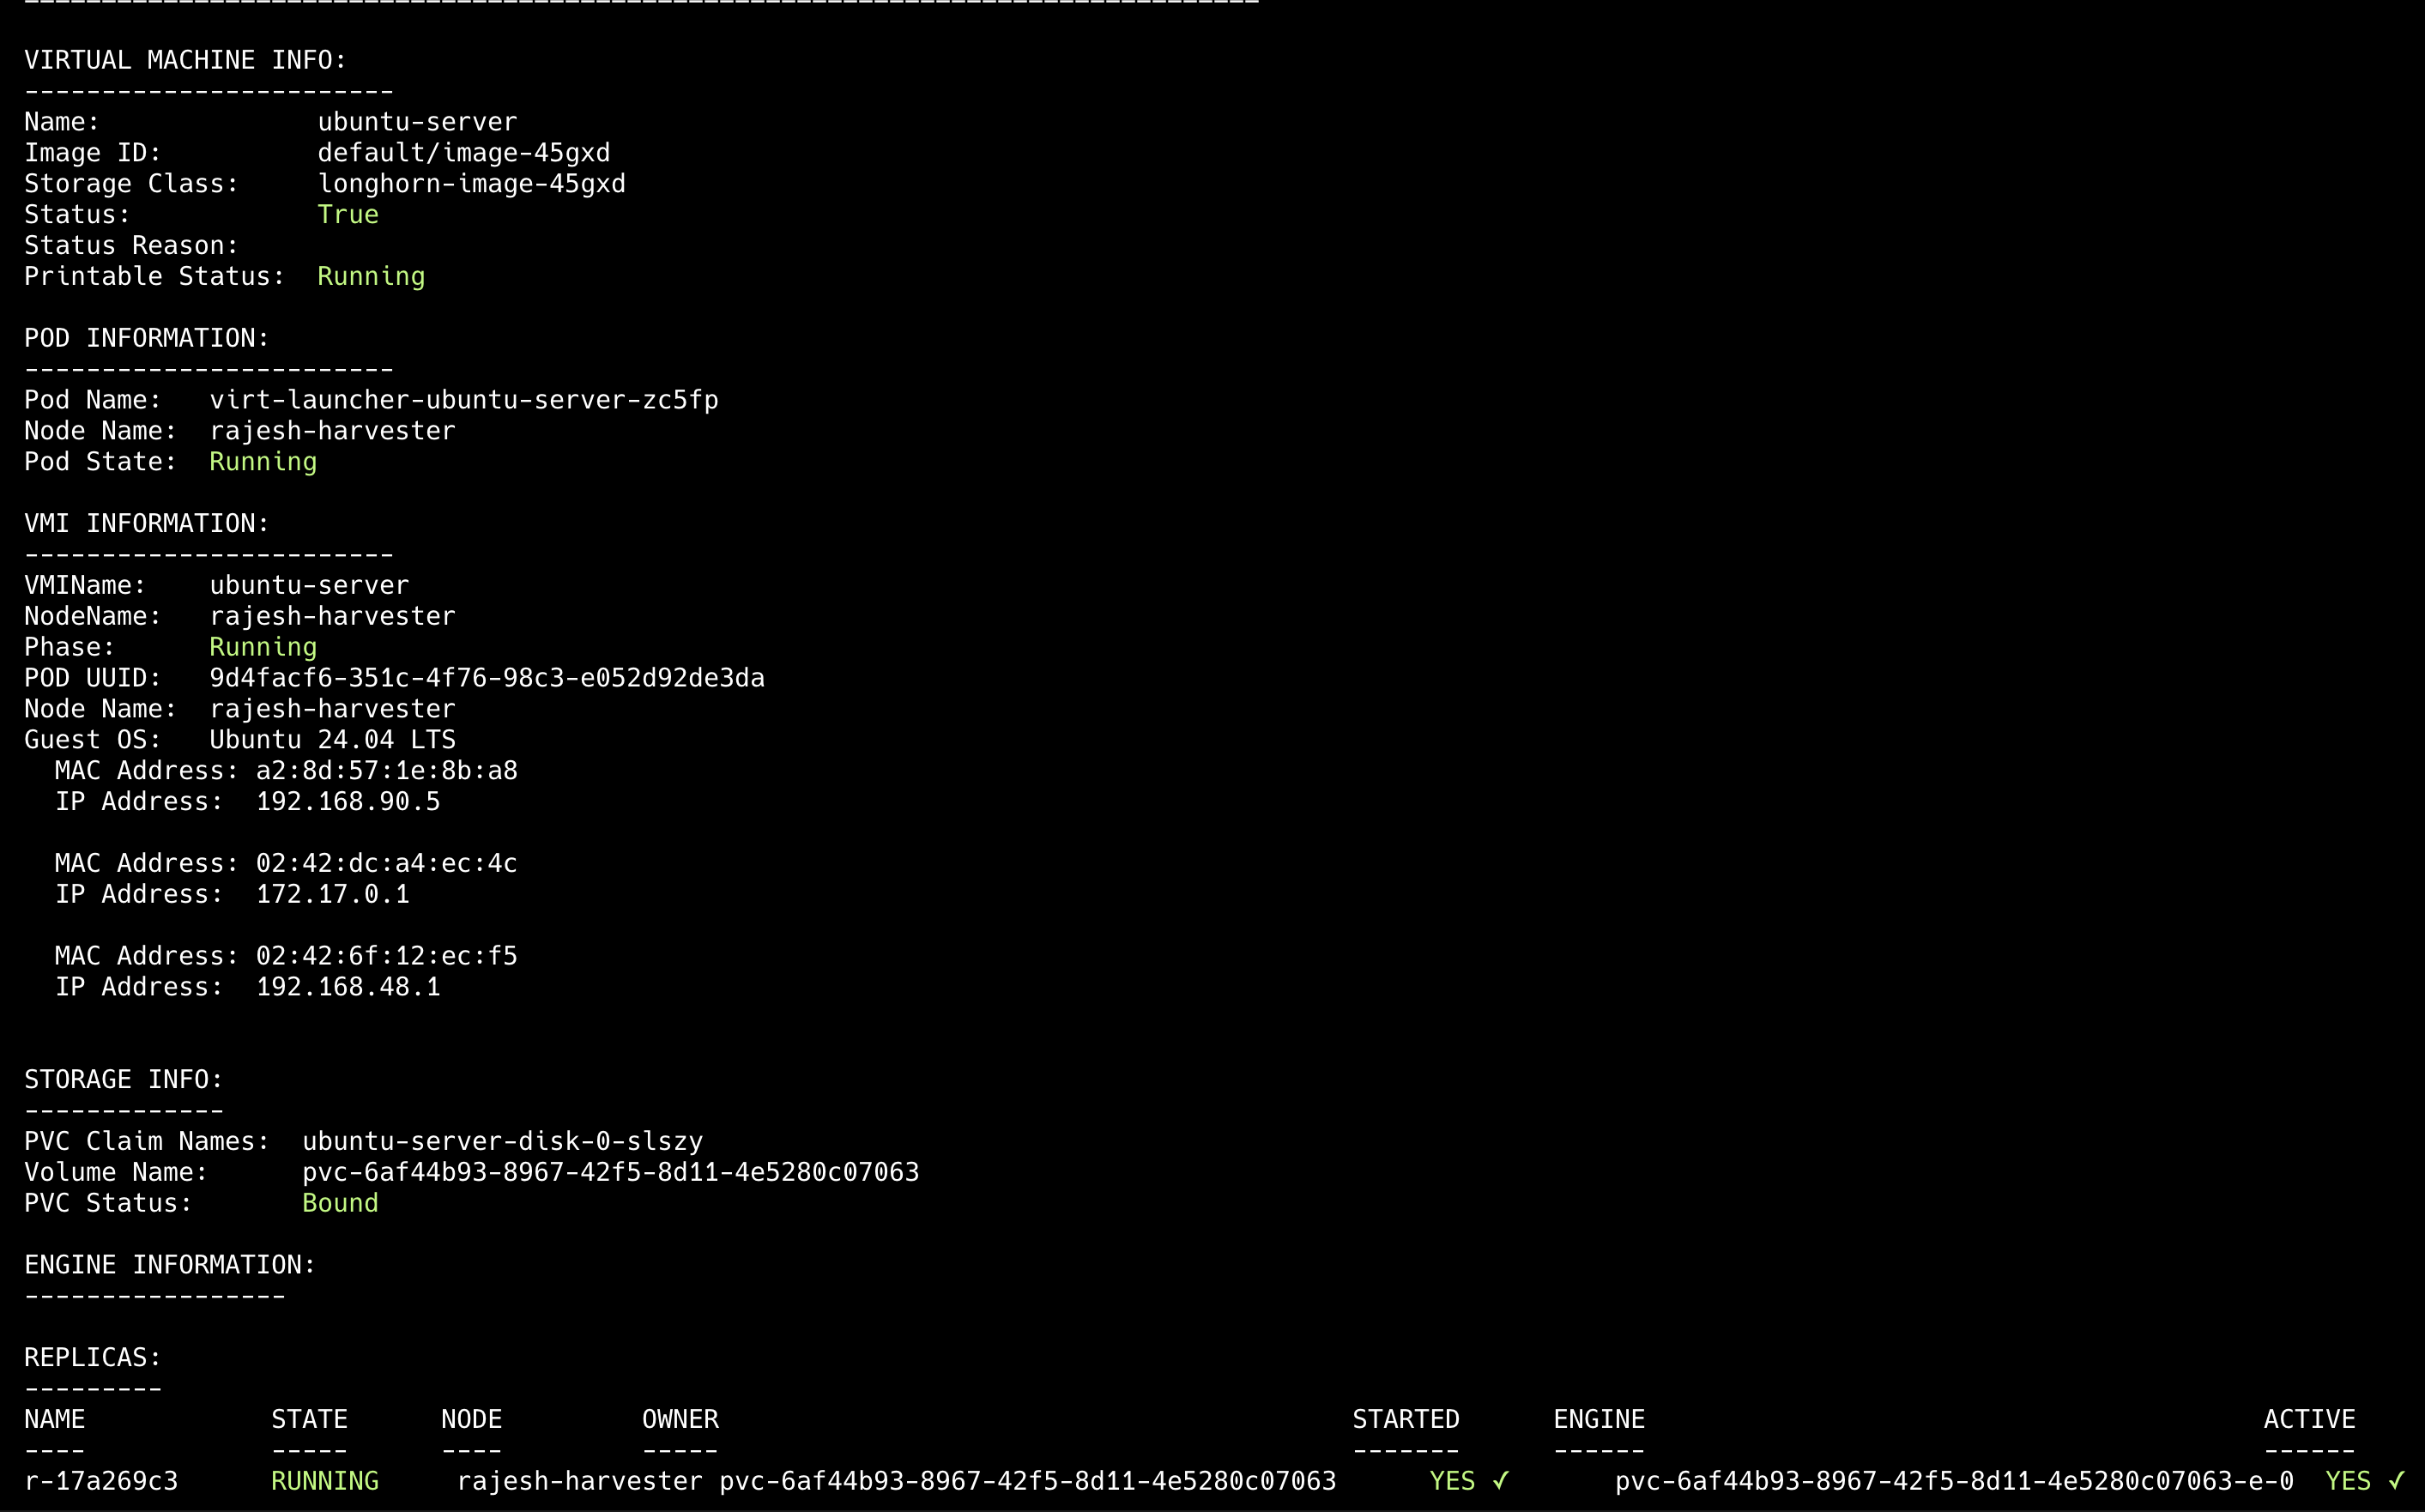 --------------------------------------------------------------------------------
VIRTUAL MACHINE INFO:
------------------------
Name:              ubuntu-server
Image ID:          default/image-45gxd
Storage Class:     longhorn-image-45gxd
Status:            True
Status Reason:
Printable Status:  Running
POD INFORMATION:
------------------------
Pod Name:   virt-launcher-ubuntu-server-zc5fp
Node Name:  rajesh-harvester
Pod State:  Running
VMI INFORMATION:
------------------------
VMIName:    ubuntu-server
NodeName:   rajesh-harvester
Phase:      Running
POD UUID:   9d4facf6-351c-4f76-98c3-e052d92de3da
Node Name:  rajesh-harvester
Guest OS:   Ubuntu 24.04 LTS
  MAC Address: a2:8d:57:1e:8b:a8
  IP Address:  192.168.90.5
  MAC Address: 02:42:dc:a4:ec:4c
  IP Address:  172.17.0.1
  MAC Address: 02:42:6f:12:ec:f5
  IP Address:  192.168.48.1
STORAGE INFO:
-------------
PVC Claim Names:  ubuntu-server-disk-0-slszy
Volume Name:      pvc-6af44b93-8967-42f5-8d11-4e5280c07063
PVC Status:       Bound
ENGINE INFORMATION:
-----------------
REPLICAS:
---------
NAME            STATE      NODE         OWNER                                         STARTED      ENGINE                                        ACTIVE
----            -----      ----         -----                                         -------      ------                                        ------
r-17a269c3      RUNNING     rajesh-harvester pvc-6af44b93-8967-42f5-8d11-4e5280c07063      YES ✓       pvc-6af44b93-8967-42f5-8d11-4e5280c07063-e-0  YES ✓